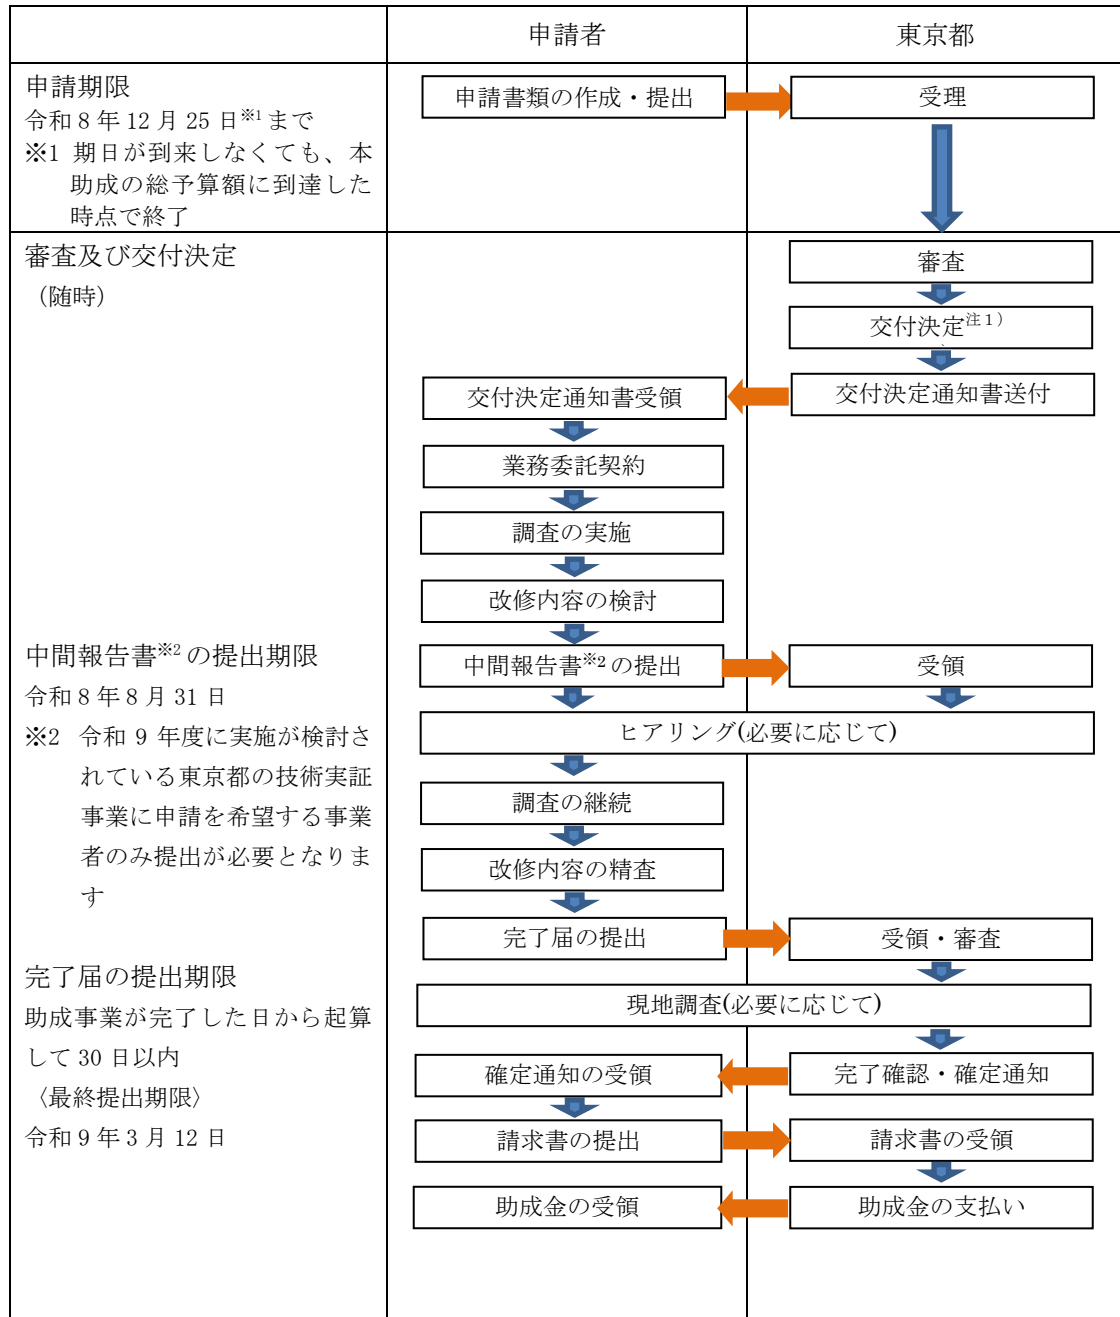 申請者
東京都
申請期限
令和8年12月25日※1まで
※1 期日が到来しなくても、本
助成の総予算額に到達した
時点で終了
申請書類の作成・提出
受理
審査及び交付決定
（随時）
審査
交付決定注1）
交付決定通知書送付
交付決定通知書受領
業務委託契約
調査の実施
改修内容の検討
中間報告書※2の提出期限
令和8年8月31日
※2 令和9年度に実施が検討さ
れている東京都の技術実証
事業に申請を希望する事業
者のみ提出が必要となりま
す
中間報告書※2の提出
受領
ヒアリング(必要に応じて)
調査の継続
改修内容の精査
完了届の提出
受領・審査
完了届の提出期限
助成事業が完了した日から起算
して30日以内
〈最終提出期限〉
令和9年3月12日
現地調査(必要に応じて)
確定通知の受領
完了確認・確定通知
請求書の提出
請求書の受領
助成金の受領
助成金の支払い